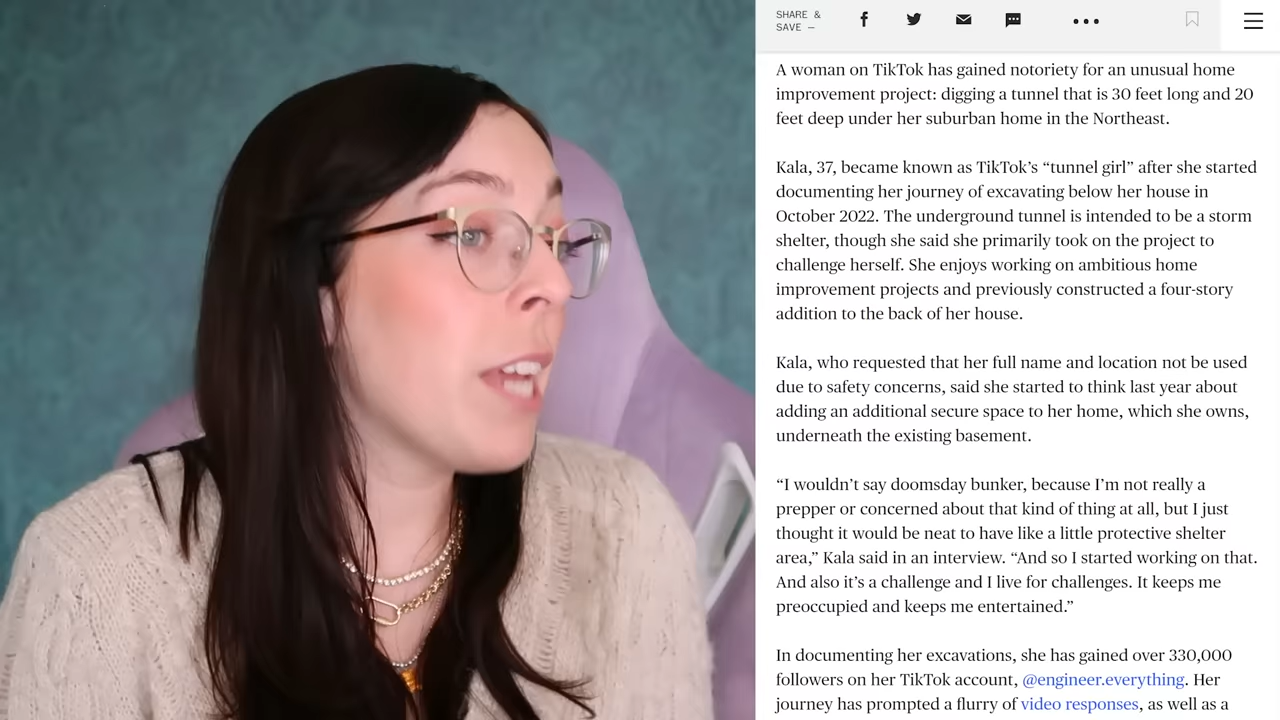 SHARE &
SAVE —
A woman on TikTok has gained notoriety for an unusual home
improvement project: digging a tunnel that is 30 feet long and 20
feet deep under her suburban home in the Northeast.
Kala, 37, became known as TikTok’s “tunnel girl” after she started
documenting her journey of excavating below her house in
October 2022. The underground tunnel is intended to be a storm
shelter, though she said she primarily took on the project to
challenge herself. She enjoys working on ambitious home
improvement projects and previously constructed a four-story
addition to the back of her house.
Kala, who requested that her full name and location not be used
due to safety concerns, said she started to think last year about
adding an additional secure space to her home, which she owns,
underneath the existing basement.
“I wouldn’t say doomsday bunker, because I’m not really a
prepper or concerned about that kind of thing at all, but I just
thought it would be neat to have like a little protective shelter
area,” Kala said in an interview. “And so I started working on that.
And also it’s a challenge and I live for challenges. It keeps me
preoccupied and keeps me entertained.”
In documenting her excavations, she has gained over 330,000
followers on her TikTok account, @engineer.everything. Her
journey has prompted a flurry of video responses, as well as a